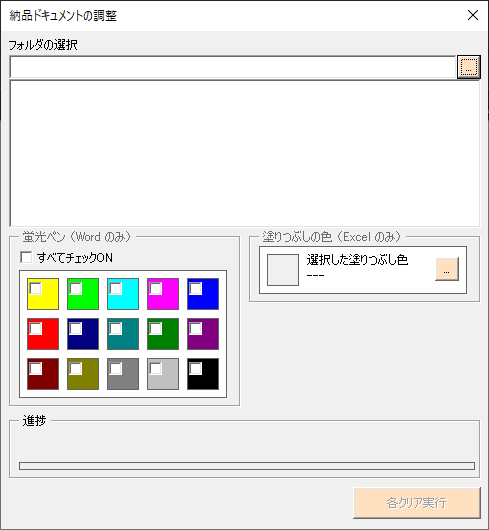 納品ドキュメントの調整
フォルダの選択
...
蛍光ペン（Word のみ）
すべてチェックON
塗りつぶしの色（Excel のみ）
選択した塗りつぶし色
---
...
進捗
各クリア実行